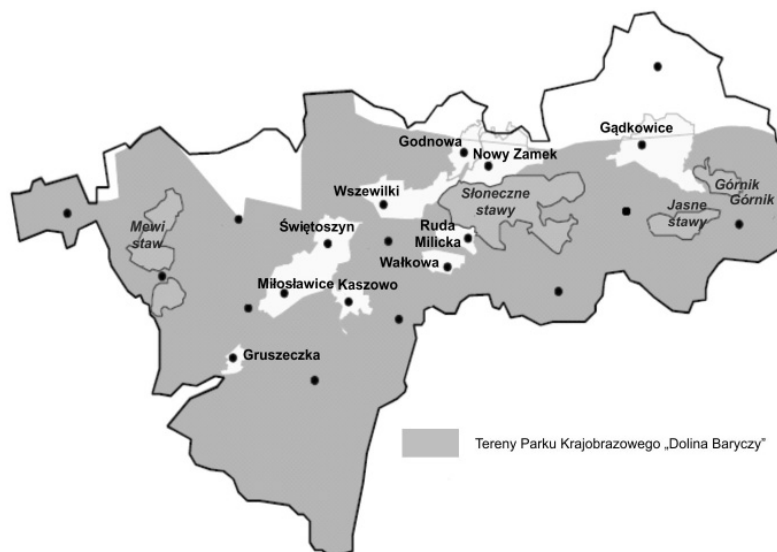 Gądkowice
Godnowa
Nowy Zamek
Wszewilki
Słoneczne
stawy
Górnik
Górnik
Jasne
stawy
Mewi
staw
Świętoszyn
Ruda
Milicka
Wałkowa
Miłosławice
Kaszowo
Gruszeczka
Tereny Parku Krajobrazowego „Dolina Baryczy”